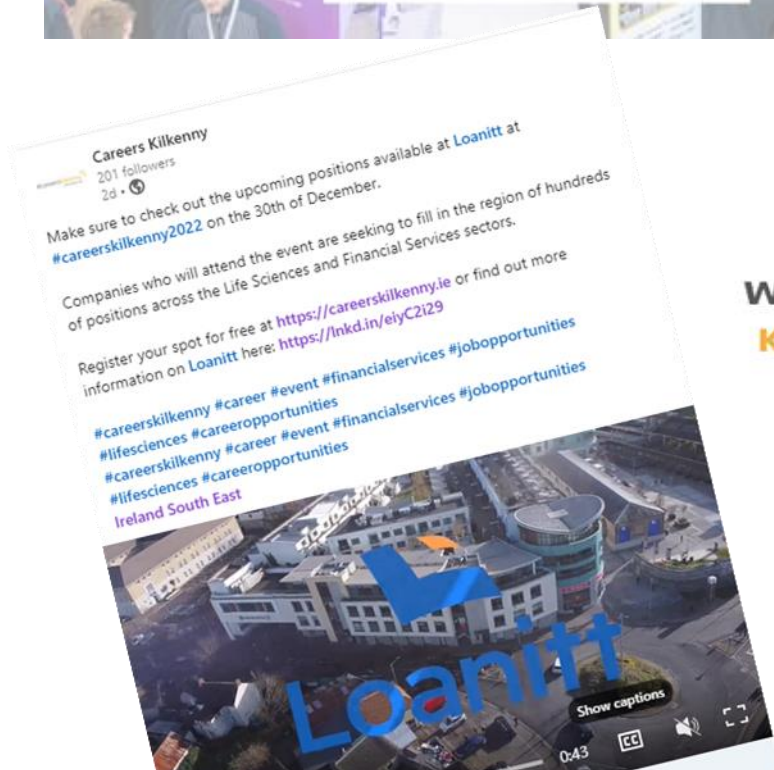 Careers Kilkenny
201 followers
2d •
Make sure to check out the upcoming positions available at Loanitt at
#careerskilkenny2022 on the 30th of December.
Companies who will attend the event are seeking to fill in the region of hundreds
of positions across the Life Sciences and Financial Services sectors.
Register your spot for free at https://careerskilkenny.ie or find out more
information on Loanitt here: https://lnkd.in/eiyC2i29
#careerskilkenny #career #event #financialservices #jobopportunities
#lifesciences #careeropportunities
#careerskilkenny #career #event #financialservices #jobopportunities
#lifesciences #careeropportunities
Ireland South East
Loanitt
Show captions
0:43
CC
W
K